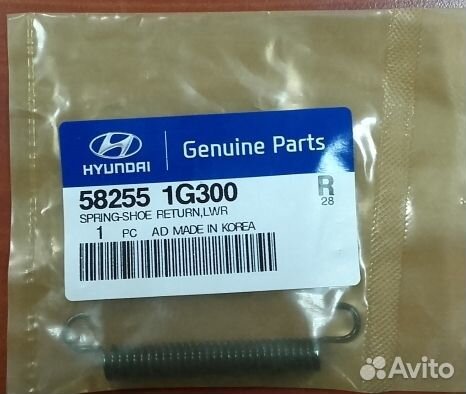 HYUNDAI
Genuine Parts
58255 1G300
R
28
SPRING-SHOE RETURN,LWR
1 PC AD MADE IN KOREA
Avito